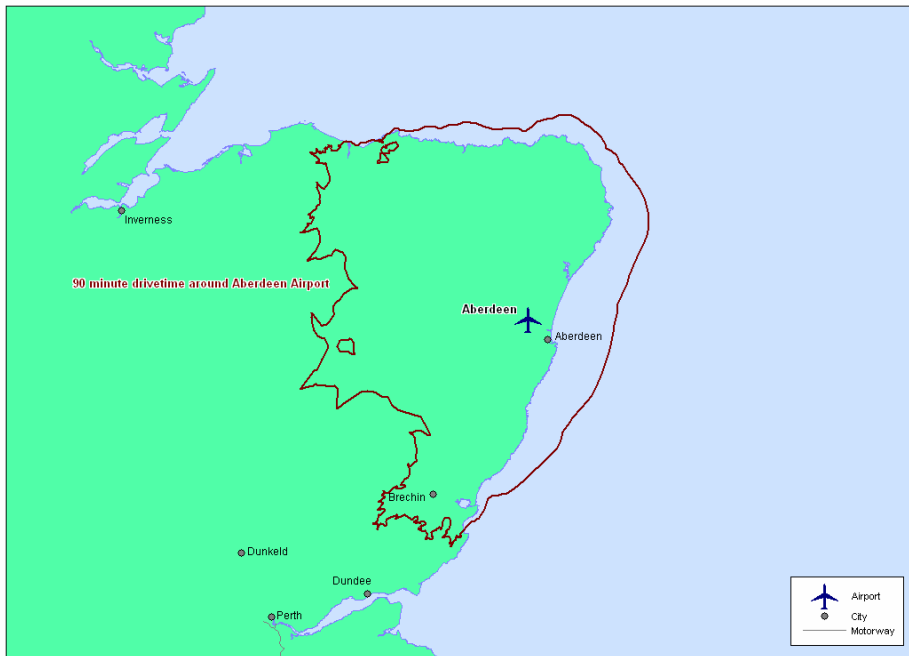 Inverness
90 minute drivetime around Aberdeen Airport
Aberdeen
Aberdeen
Brechin
Dunkeld
Dundee
Perth
Airport
City
Motorway